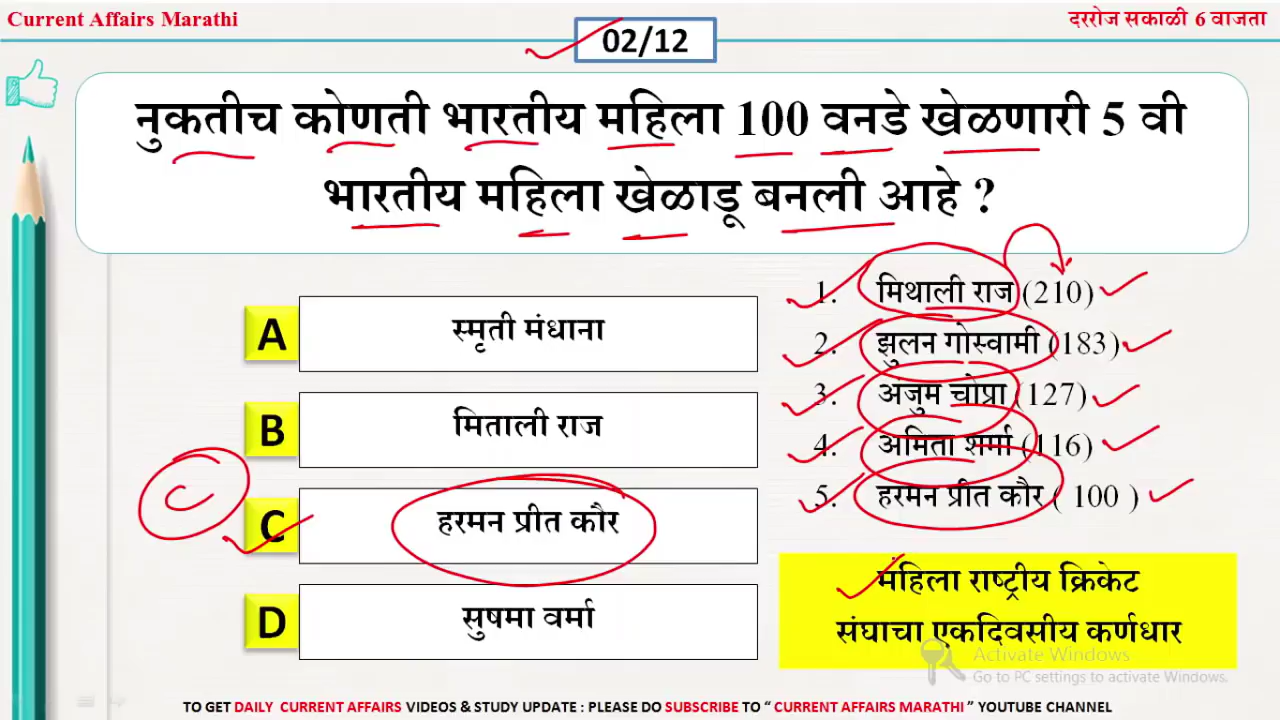 Current Affairs Marathi
दररोज सकाळी 6 वाजता
02/12
नुकतीच कोणती भारतीय महिला 100 वनडे खेळणारी 5 वी
भारतीय महिला खेळाडू बनली आहे ?
A स्मृती मंधाना
B मिताली राज
C C हरमन प्रीत कौर
D सुषमा वर्मा
1. मिथाली राज (210)
2. झुलन गोस्वामी (183)
3. अंजुम चोप्रा (127)
4. अमिता शर्मा (116)
5. हरमन प्रीत कौर ( 100 )
मंहिला राष्ट्रीय क्रिकेट
संघाचा एकदिवसीय कर्णधार
Activate Windows
Go to PC settings to activate Windows.
TO GET DAILY CURRENT AFFAIRS VIDEOS & STUDY UPDATE : PLEASE DO SUBSCRIBE TO “ CURRENT AFFAIRS MARATHI ” YOUTUBE CHANNEL